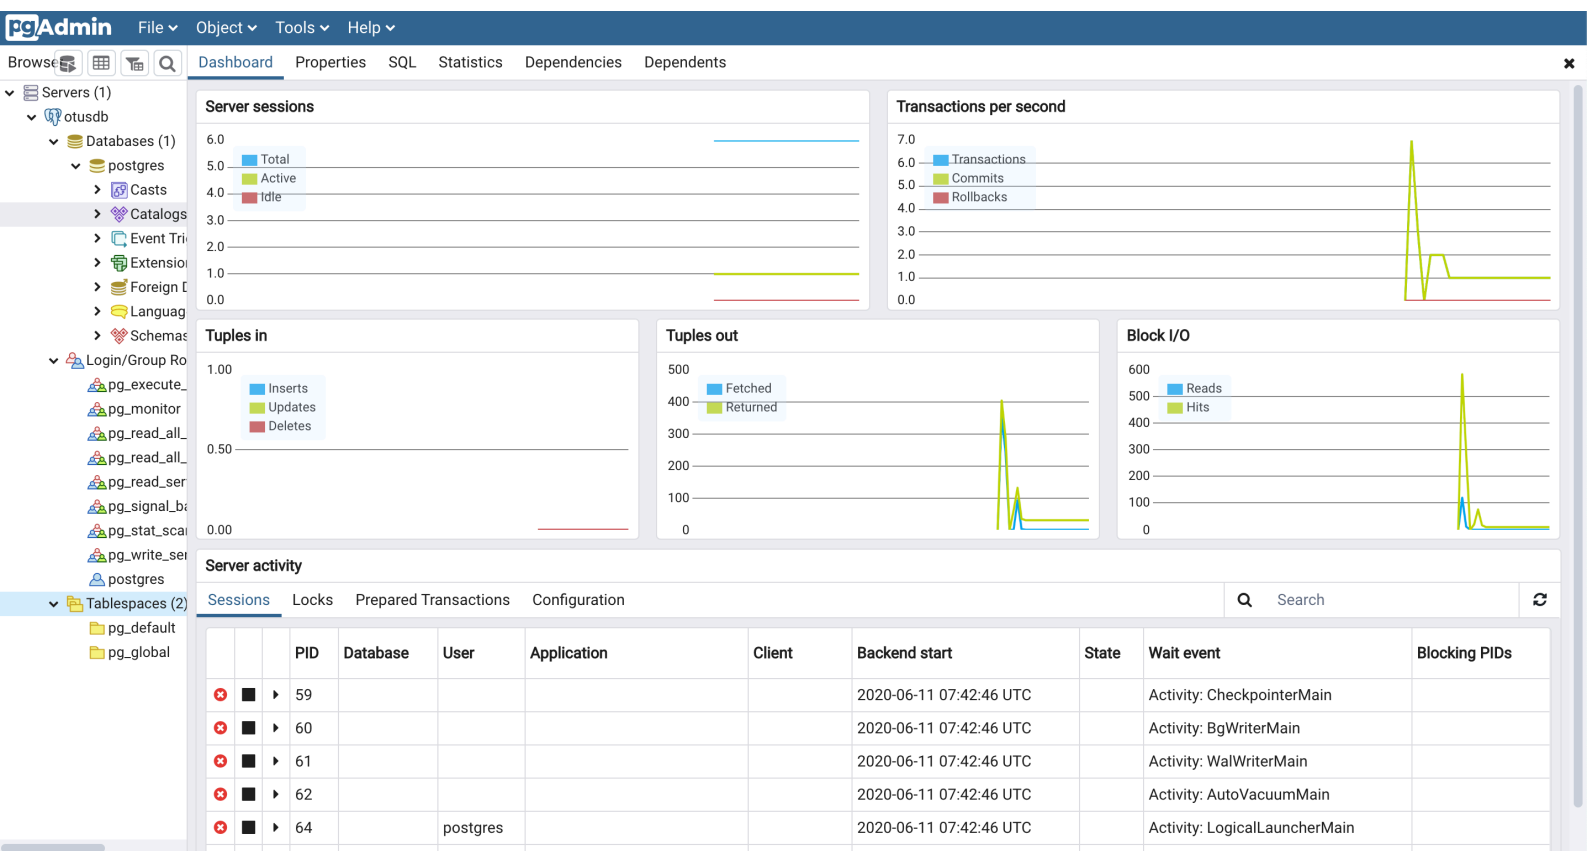 pgAdmin File Object Tools Help
Browse Dashboard Properties SQL Statistics Dependencies Dependents
Servers (1)
otusdb
Databases (1)
postgres
Casts
Catalogs
Event Tri
Extensio
Foreign D
Languag
Schemas
Login/Group Ro
pg_execute_
pg_monitor
pg_read_all_
pg_read_all_
pg_read_ser
pg_signal_ba
pg_stat_scan
pg_write_ser
postgres
Tablespaces (2)
pg_default
pg_global
Server sessions
6.0
5.0
4.0
3.0
2.0
1.0
0.0
Total
Active
Idle
Transactions per second
7.0
6.0
5.0
4.0
3.0
2.0
1.0
0.0
Transactions
Commits
Rollbacks
Tuples in
1.00
0.50
0.00
Inserts
Updates
Deletes
Tuples out
500
400
300
200
100
0
Fetched
Returned
Block I/O
600
500
400
300
200
100
0
Reads
Hits
Server activity
Sessions Locks Prepared Transactions Configuration Search
PID Database User Application Client Backend start State Wait event Blocking PIDs
59 2020-06-11 07:42:46 UTC Activity: CheckpointerMain
60 2020-06-11 07:42:46 UTC Activity: BgWriterMain
61 2020-06-11 07:42:46 UTC Activity: WalWriterMain
62 2020-06-11 07:42:46 UTC Activity: AutoVacuumMain
64 postgres 2020-06-11 07:42:46 UTC Activity: LogicalLauncherMain